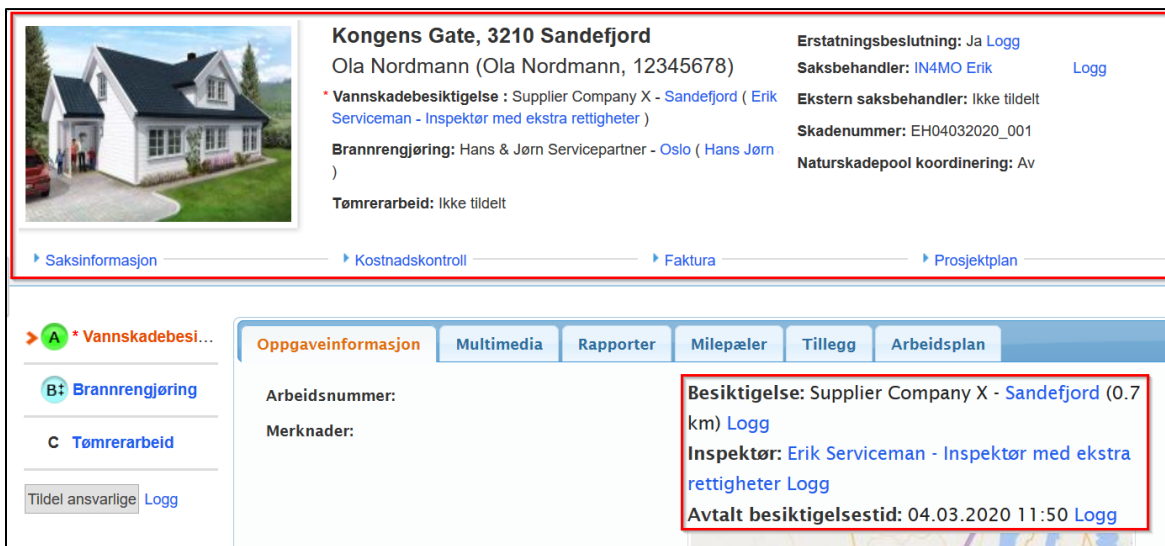 Kongens Gate, 3210 Sandefjord
Ola Nordmann (Ola Nordmann, 12345678)
* Vannskadebesiktigelse : Supplier Company X - Sandefjord ( Erik
Serviceman - Inspektør med ekstra rettigheter )
Brannrengjøring: Hans & Jørn Servicepartner - Oslo ( Hans Jørn
)
Tømrerarbeid: Ikke tildelt
Erstatningsbeslutning: Ja Logg
Saksbehandler: IN4MO Erik Logg
Ekstern saksbehandler: Ikke tildelt
Skadenummer: EH04032020_001
Naturskadepool koordinering: Av
Saksinformasjon Kostnadskontroll Faktura Prosjektplan
A * Vannskadebesi...
B‡ Brannrengjøring
C Tømrerarbeid
Tildel ansvarlige Logg
Oppgaveinformasjon Multimedia Rapporter Milepæler Tillegg Arbeidsplan
Arbeidsnummer:
Merknader:
Besiktigelse: Supplier Company X - Sandefjord (0.7
km) Logg
Inspektør: Erik Serviceman - Inspektør med ekstra
rettigheter Logg
Avtalt besiktigelsestid: 04.03.2020 11:50 Logg